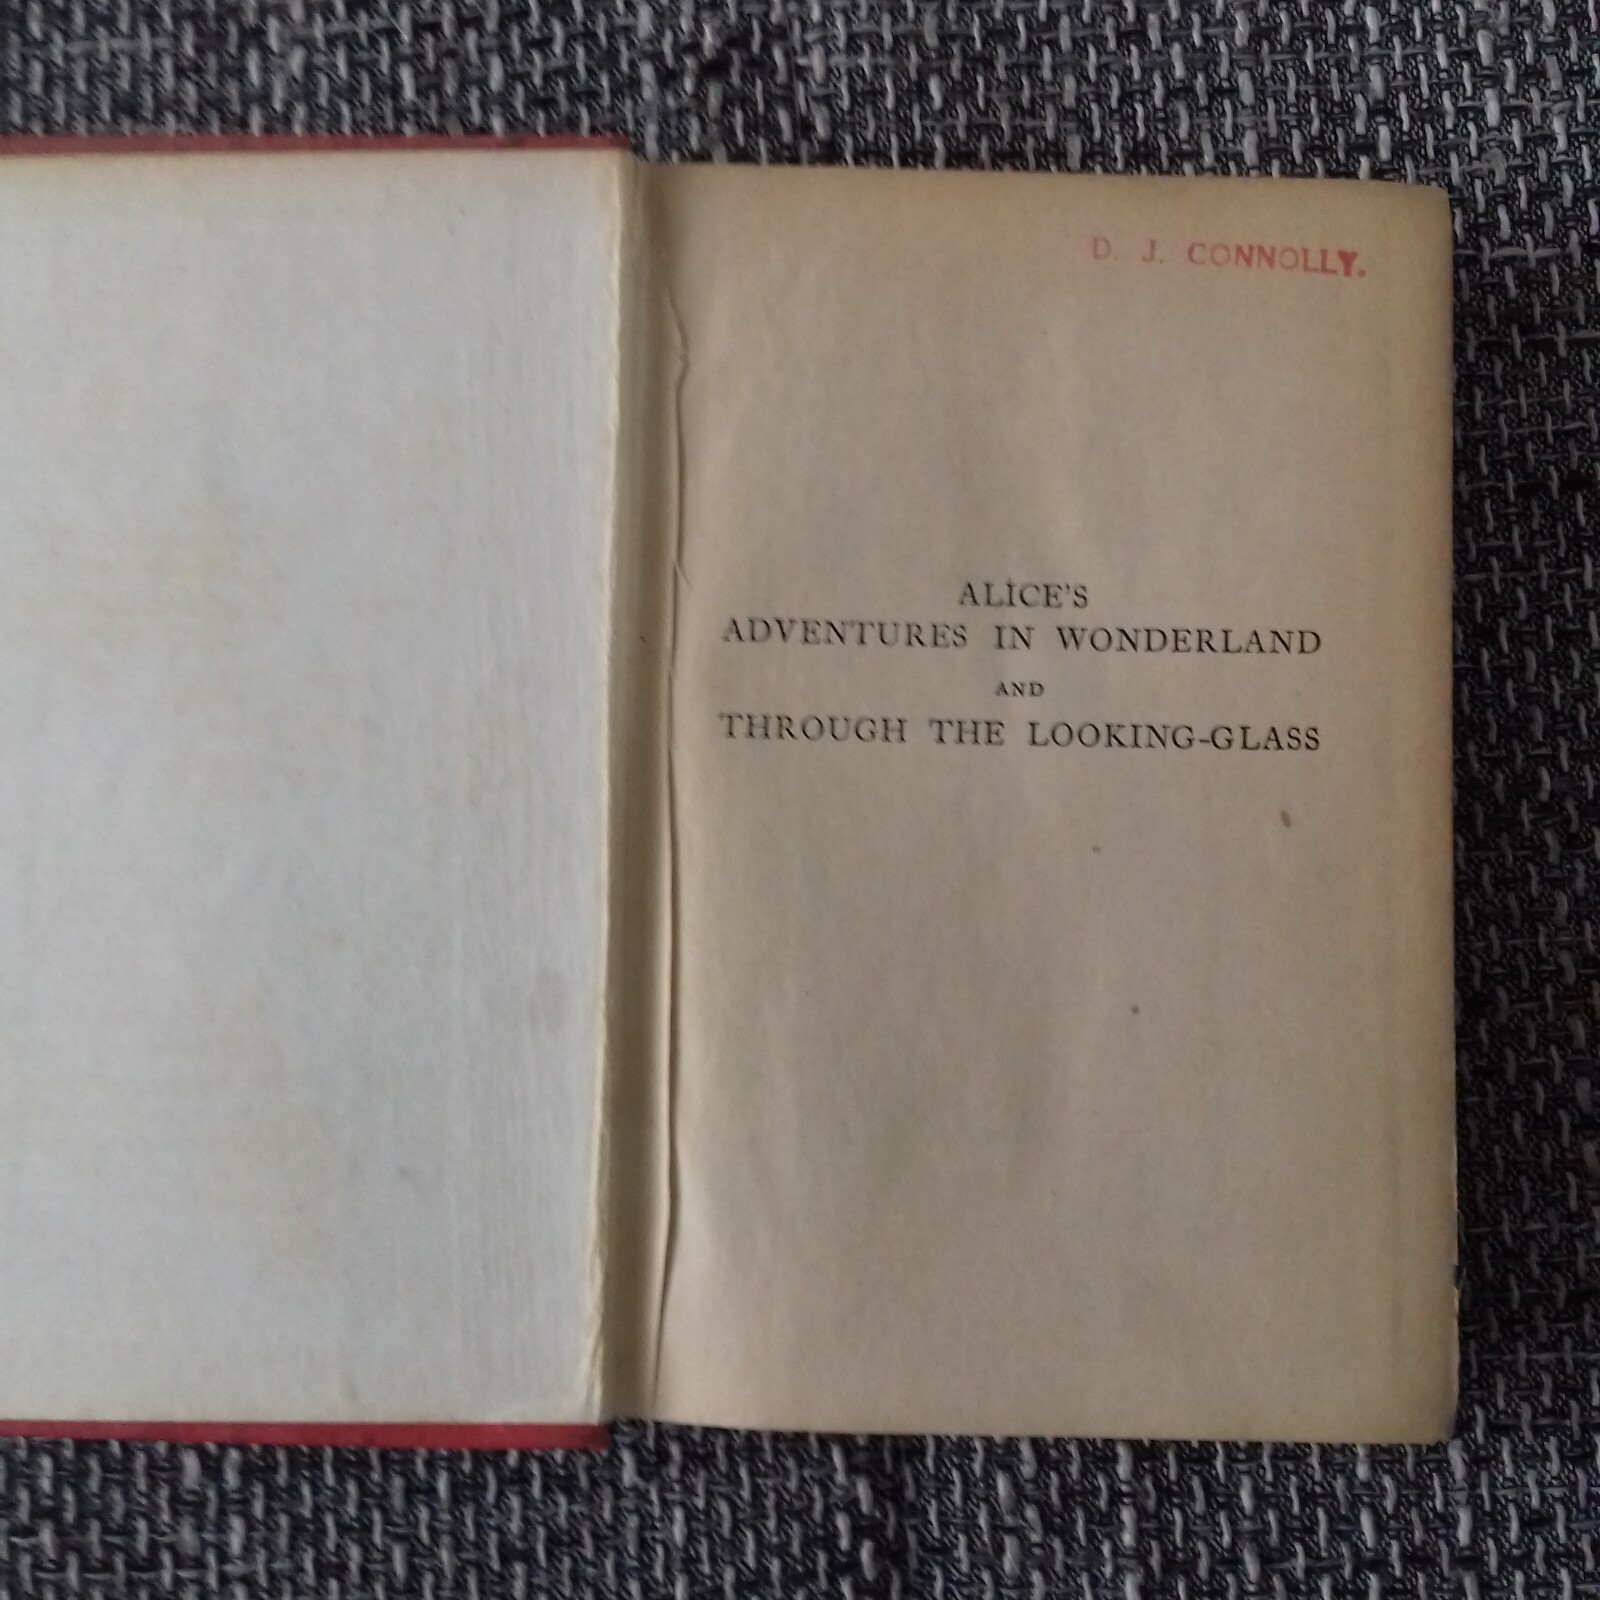 D. J. CONNOLLY.
ALICE'S
ADVENTURES IN WONDERLAND
AND
THROUGH THE LOOKING-GLASS